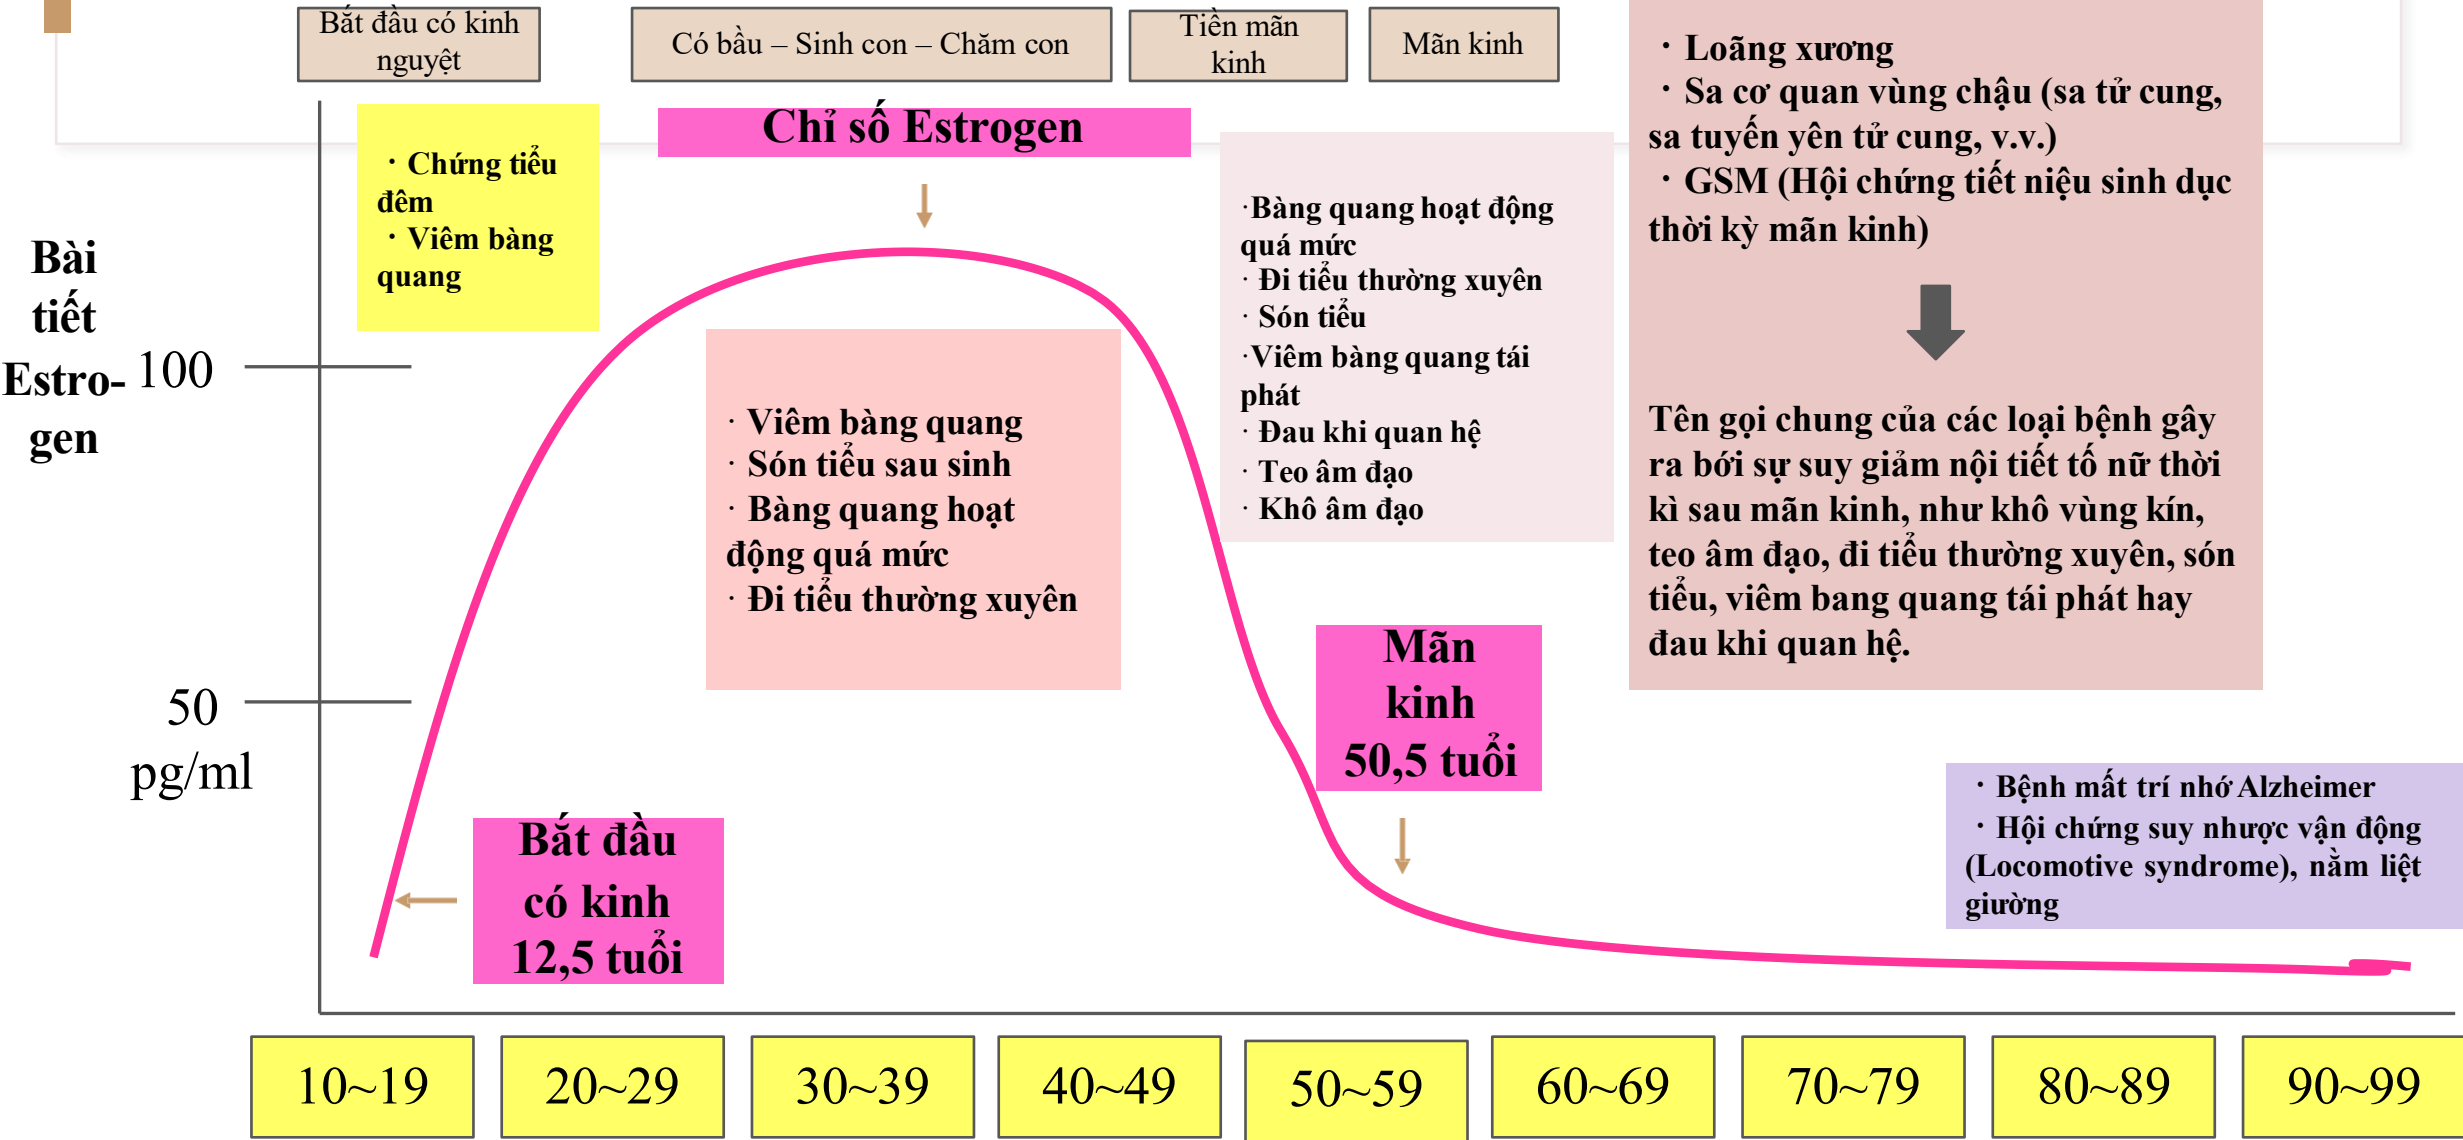 Bắt đầu có kinh
nguyệt
Có bầu – Sinh con – Chăm con
Tiền mãn
kinh
Mãn kinh
· Loãng xương
· Sa cơ quan vùng chậu (sa tử cung,
sa tuyến yên tử cung, v.v.)
· GSM (Hội chứng tiết niệu sinh dục
thời kỳ mãn kinh)
Tên gọi chung của các loại bệnh gây
ra bới sự suy giảm nội tiết tố nữ thời
kì sau mãn kinh, như khô vùng kín,
teo âm đạo, đi tiểu thường xuyên, són
tiểu, viêm bang quang tái phát hay
đau khi quan hệ.
Chỉ số Estrogen
· Chứng tiểu
đêm
· Viêm bàng
quang
·Bàng quang hoạt động
quá mức
· Đi tiểu thường xuyên
· Són tiểu
·Viêm bàng quang tái
phát
· Đau khi quan hệ
· Teo âm đạo
· Khô âm đạo
Bài
tiết
Estro-
gen
100
50
pg/ml
· Viêm bàng quang
· Són tiểu sau sinh
· Bàng quang hoạt
động quá mức
· Đi tiểu thường xuyên
Mãn
kinh
50,5 tuổi
Bắt đầu
có kinh
12,5 tuổi
· Bệnh mất trí nhớ Alzheimer
· Hội chứng suy nhược vận động
(Locomotive syndrome), nằm liệt
giường
10~19
20~29
30~39
40~49
50~59
60~69
70~79
80~89
90~99